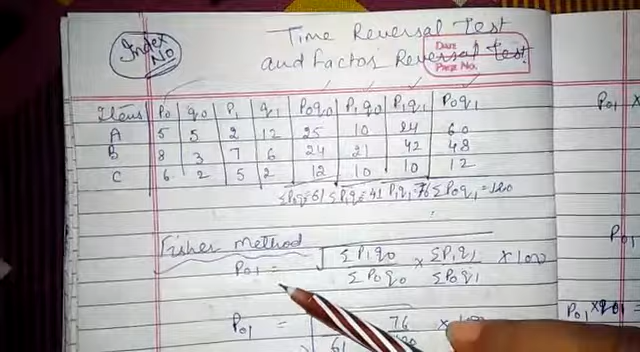 Index No
Time Reversal Test
and Factor Reversal Test
Date
Page No.
Items P₀ q₀ P₁ q₁ P₀q₀ P₁q₀ P₁q₁ P₀q₁
A 5 5 2 12 25 10 24 60
B 8 3 7 6 24 21 42 48
C 6 2 5 2 12 10 10 12
ΣP₀q₀=61 ΣP₁q₀=41 P₁q₁=76 ΣP₀q₁=120
Fisher Method
P₀₁ = √ ΣP₁q₀ × ΣP₁q₁ × 100
ΣP₀q₀ ΣP₀q₁
P₀₁ = 76 × 100
61
P₀₁ ×
P₀₁
P₀₁ × =